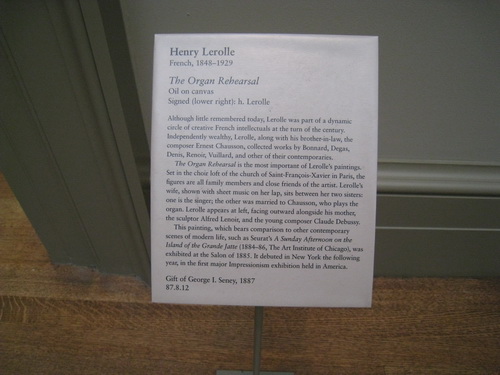 Henry Lerolle
French, 1848–1929
The Organ Rehearsal
Oil on canvas
Signed (lower right): h. Lerolle
Although little remembered today, Lerolle was part of a dynamic
circle of creative French intellectuals at the turn of the century.
Independently wealthy, Lerolle, along with his brother-in-law, the
composer Ernest Chausson, collected works by Bonnard, Degas,
Denis, Renoir, Vuillard, and other of their contemporaries.
The Organ Rehearsal is the most important of Lerolle's paintings.
Set in the choir loft of the church of Saint-François-Xavier in Paris, the
figures are all family members and close friends of the artist. Lerolle's
wife, shown with sheet music on her lap, sits between her two sisters:
one is the singer; the other was married to Chausson, who plays the
organ. Lerolle appears at left, facing outward alongside his mother,
the sculptor Alfred Lenoir, and the young composer Claude Debussy.
This painting, which bears comparison to other contemporary
scenes of modern life, such as Seurat's A Sunday Afternoon on the
Island of the Grande Jatte (1884–86, The Art Institute of Chicago), was
exhibited at the Salon of 1885. It debuted in New York the following
year, in the first major Impressionism exhibition held in America.
Gift of George I. Seney, 1887
87.8.12